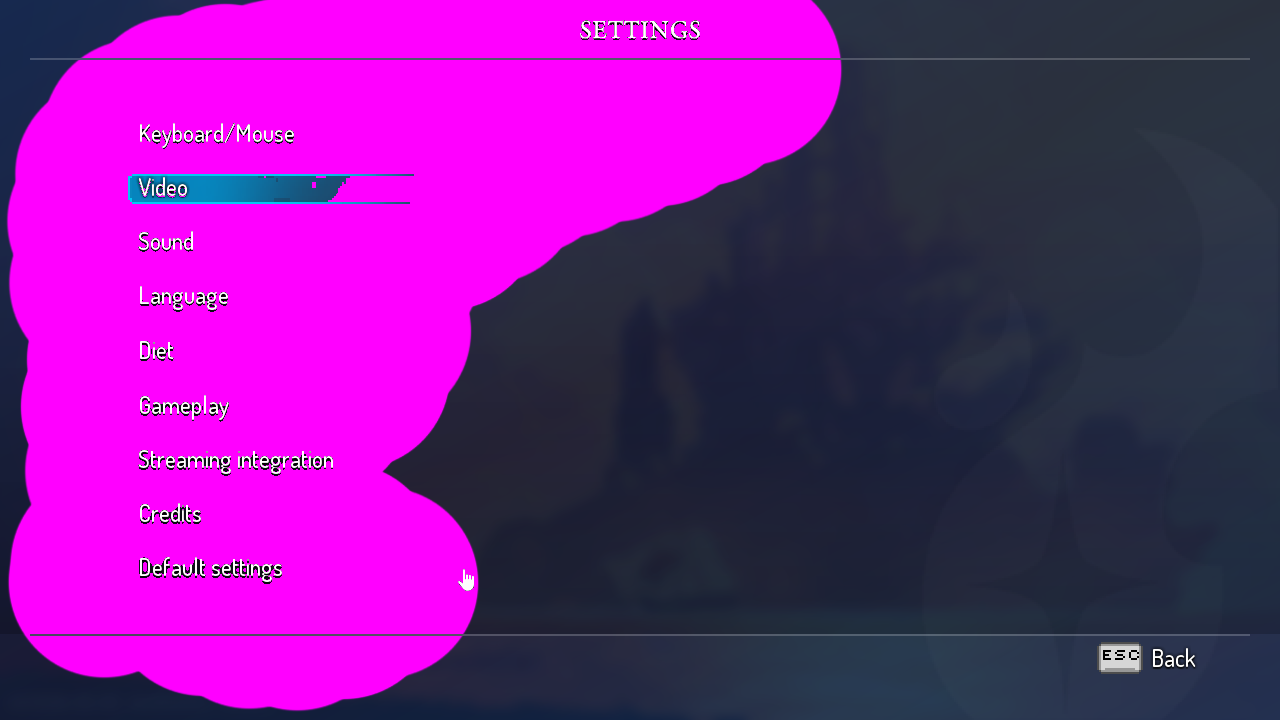 SETTINGS
Keyboard/Mouse
Video
Sound
Language
Diet
Gameplay
Streaming integration
Credits
Default settings
ESC Back